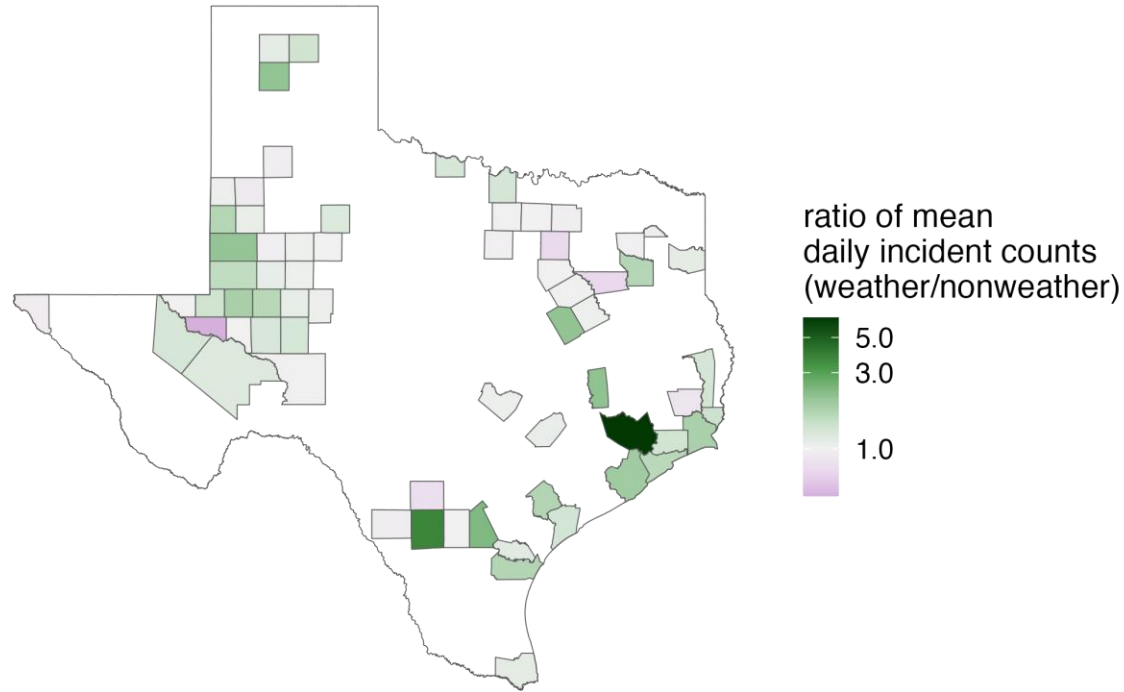 ratio of mean
daily incident counts
(weather/nonweather)
5.0
3.0
1.0